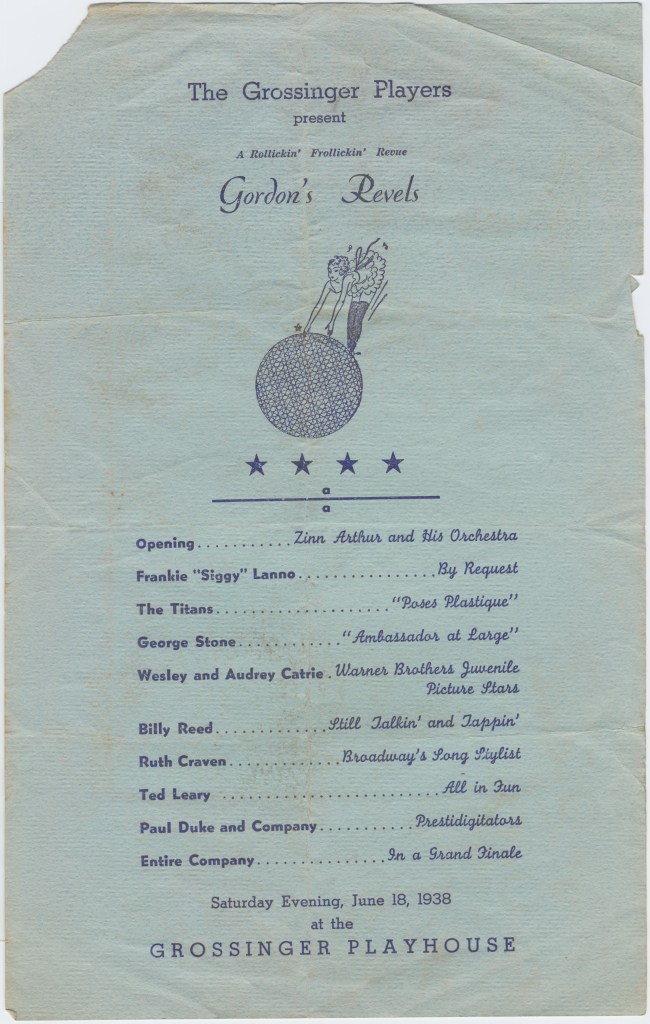 The Grossinger Players
present
A Rollickin' Frollickin' Revue
Gordon's Revels
a
a
Opening...........Zinn Arthur and His Orchestra
Frankie "Siggy" Lanno................By Request
The Titans...................."Poses Plastique"
George Stone............"Ambassador at Large"
Wesley and Audrey Catrie.Warner Brothers Juvenile
Picture Stars
Billy Reed.............Still Talkin' and Tappin'
Ruth Craven.............Broadway's Song Stylist
Ted Leary..........................All in Fun
Paul Duke and Company...........Prestidigitators
Entire Company...............In a Grand Finale
Saturday Evening, June 18, 1938
at the
GROSSINGER PLAYHOUSE